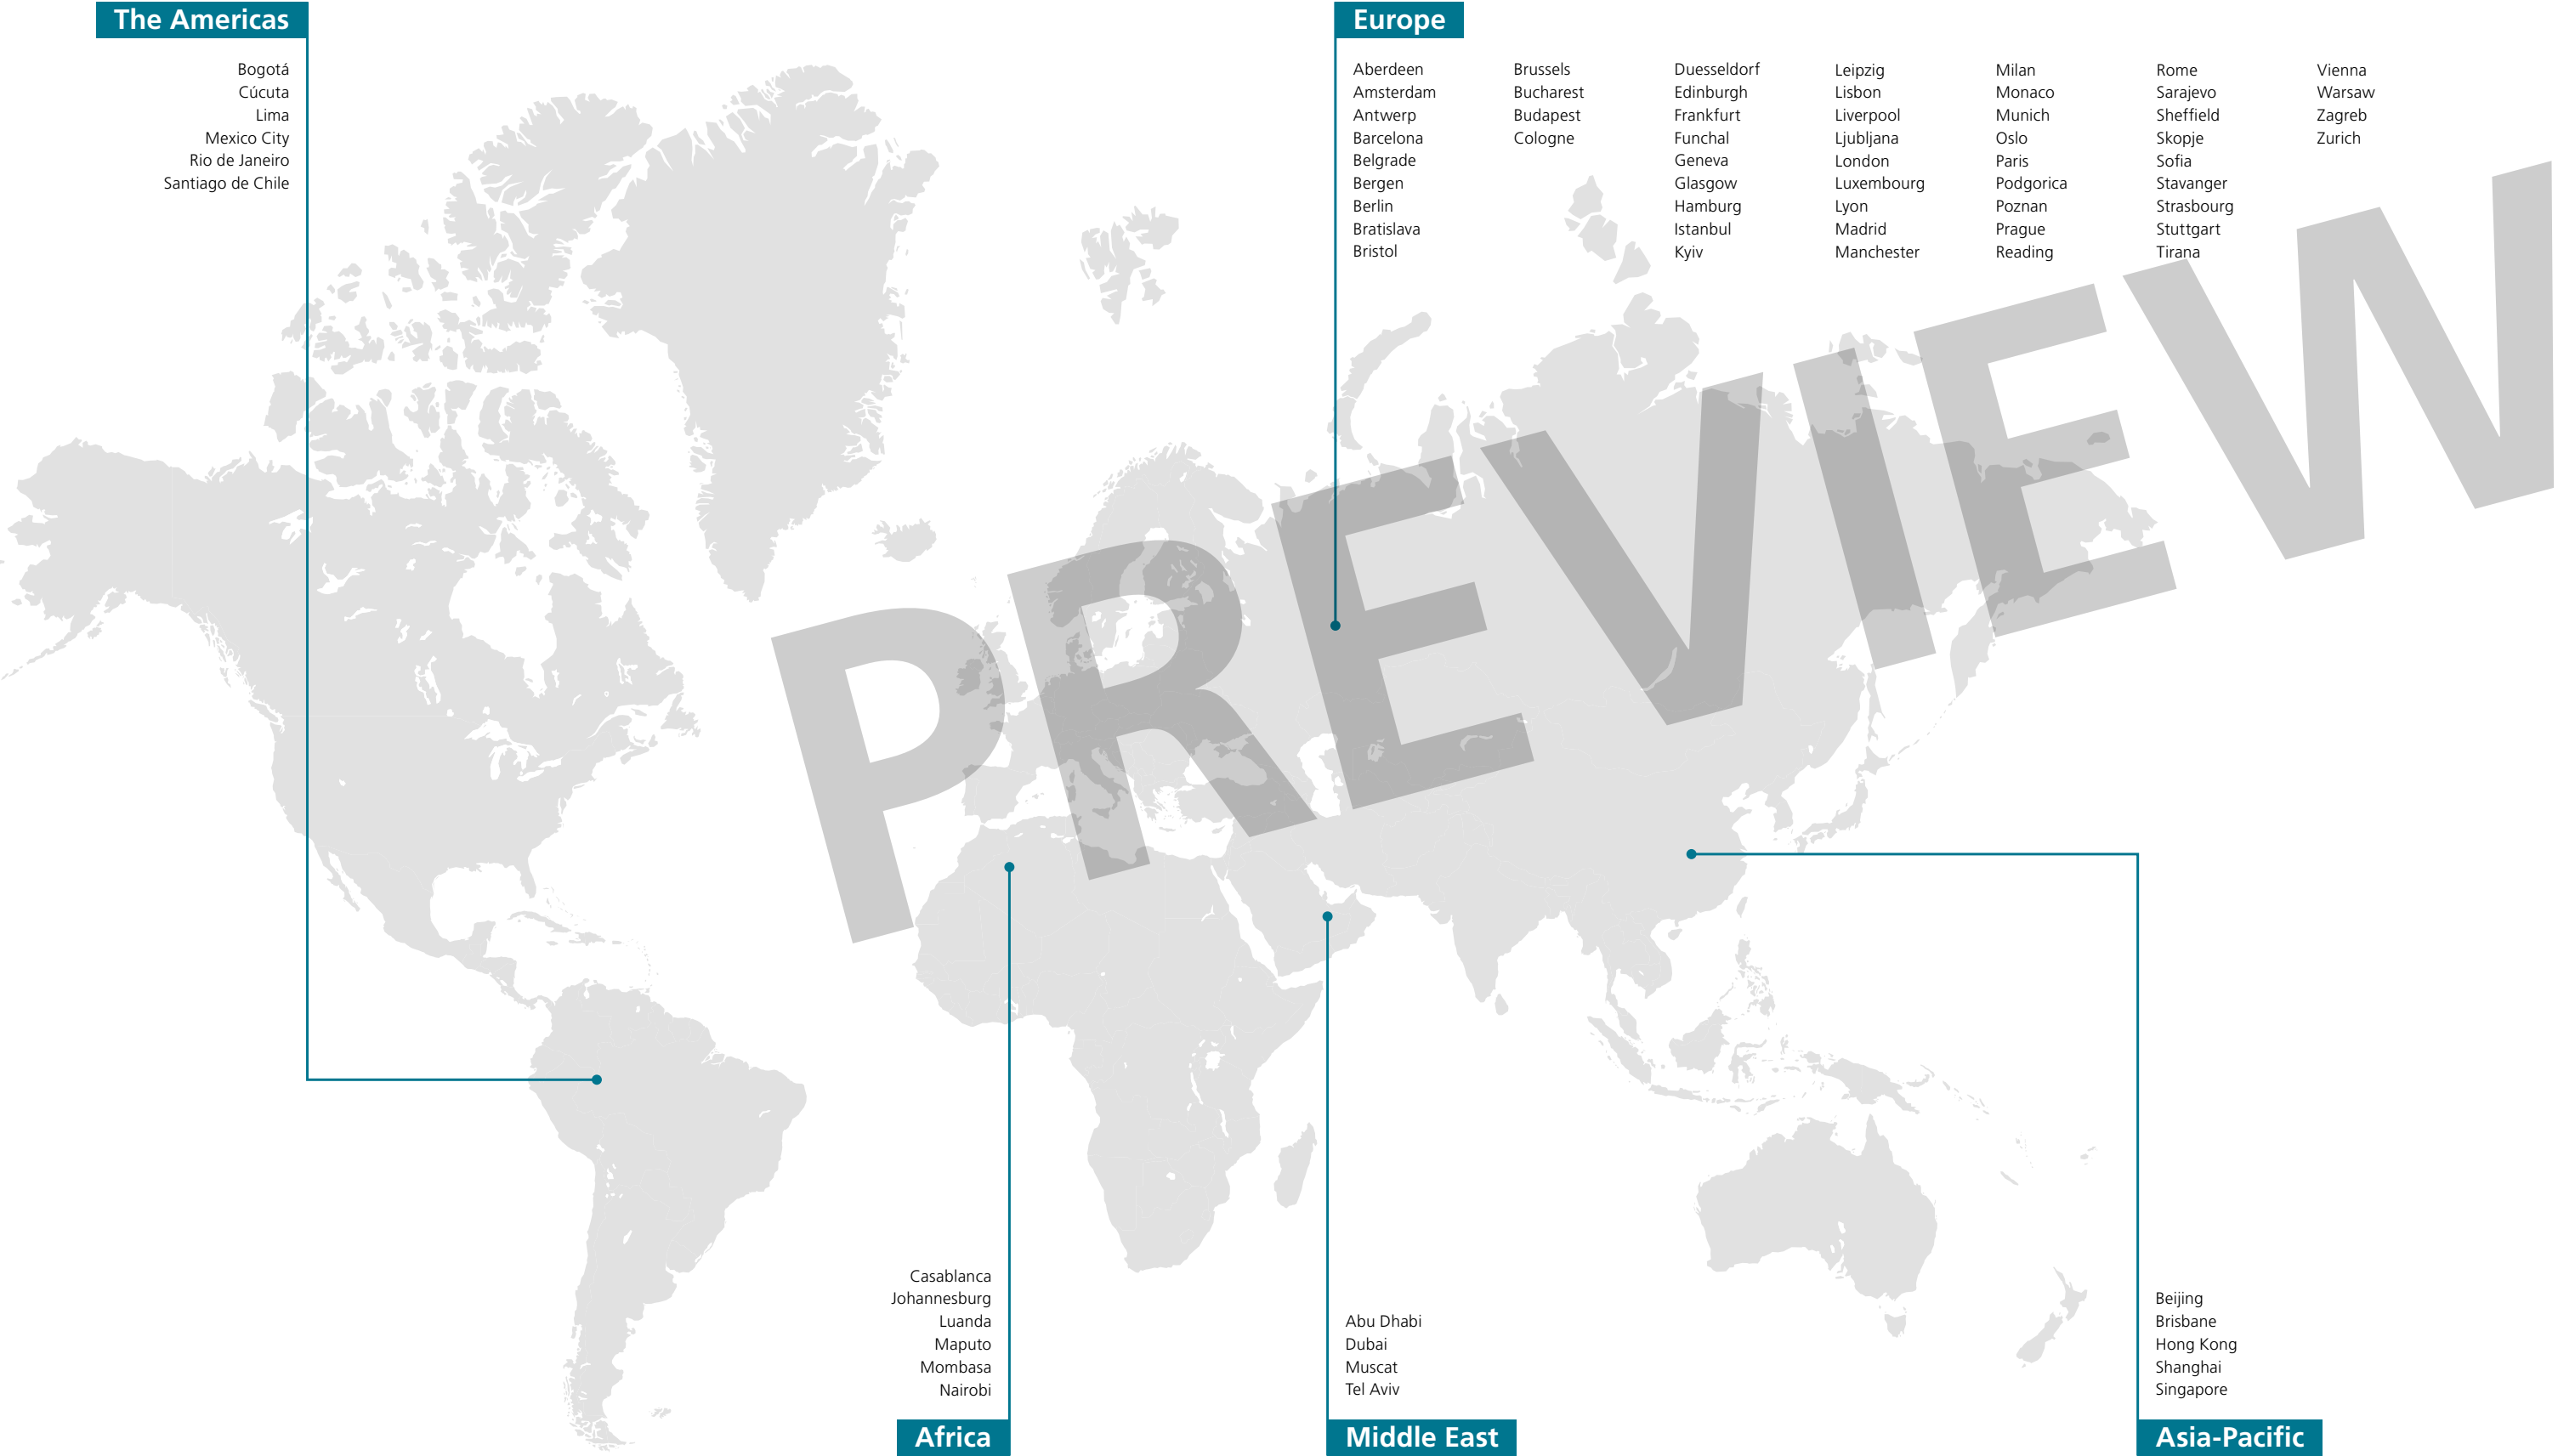 The Americas
Bogotá
Cúcuta
Lima
Mexico City
Rio de Janeiro
Santiago de Chile
Europe
Aberdeen
Amsterdam
Antwerp
Barcelona
Belgrade
Bergen
Berlin
Bratislava
Bristol
Brussels
Bucharest
Budapest
Cologne
Duesseldorf
Edinburgh
Frankfurt
Funchal
Geneva
Glasgow
Hamburg
Istanbul
Kyiv
Leipzig
Lisbon
Liverpool
Ljubljana
London
Luxembourg
Lyon
Madrid
Manchester
Milan
Monaco
Munich
Oslo
Paris
Podgorica
Poznan
Prague
Reading
Rome
Sarajevo
Sheffield
Skopje
Sofia
Stavanger
Strasbourg
Stuttgart
Tirana
Vienna
Warsaw
Zagreb
Zurich
PREVIEW
Casablanca
Johannesburg
Luanda
Maputo
Mombasa
Nairobi
Africa
Abu Dhabi
Dubai
Muscat
Tel Aviv
Middle East
Beijing
Brisbane
Hong Kong
Shanghai
Singapore
Asia-Pacific